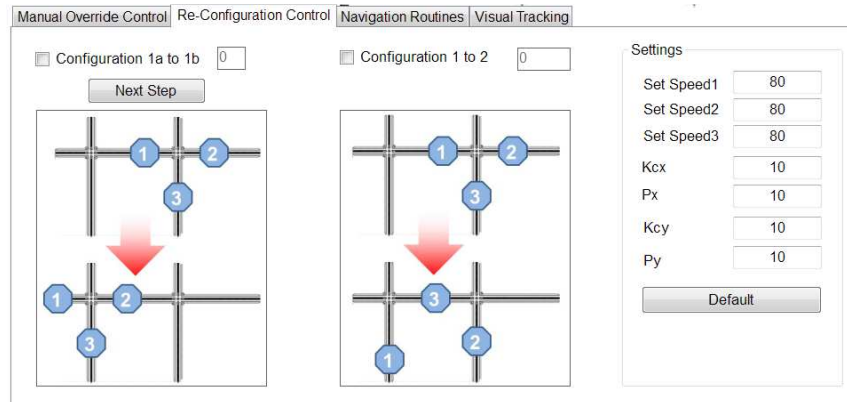 Manual Override Control Re-Configuration Control Navigation Routines Visual Tracking
Configuration 1a to 1b 0
Next Step
1 2
3
1 2
3
Configuration 1 to 2 0
1 2
3
3
1 2
Settings
Set Speed1 80
Set Speed2 80
Set Speed3 80
Kcx 10
Px 10
Kcy 10
Py 10
Default